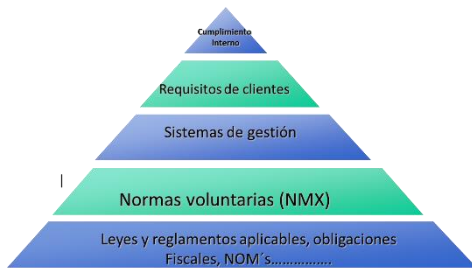 Cumplimiento
interno
Requisitos de clientes
Sistemas de gestión
Normas voluntarias (NMX)
Leyes y reglamentos aplicables, obligaciones
Fiscales, NOM´s…………….